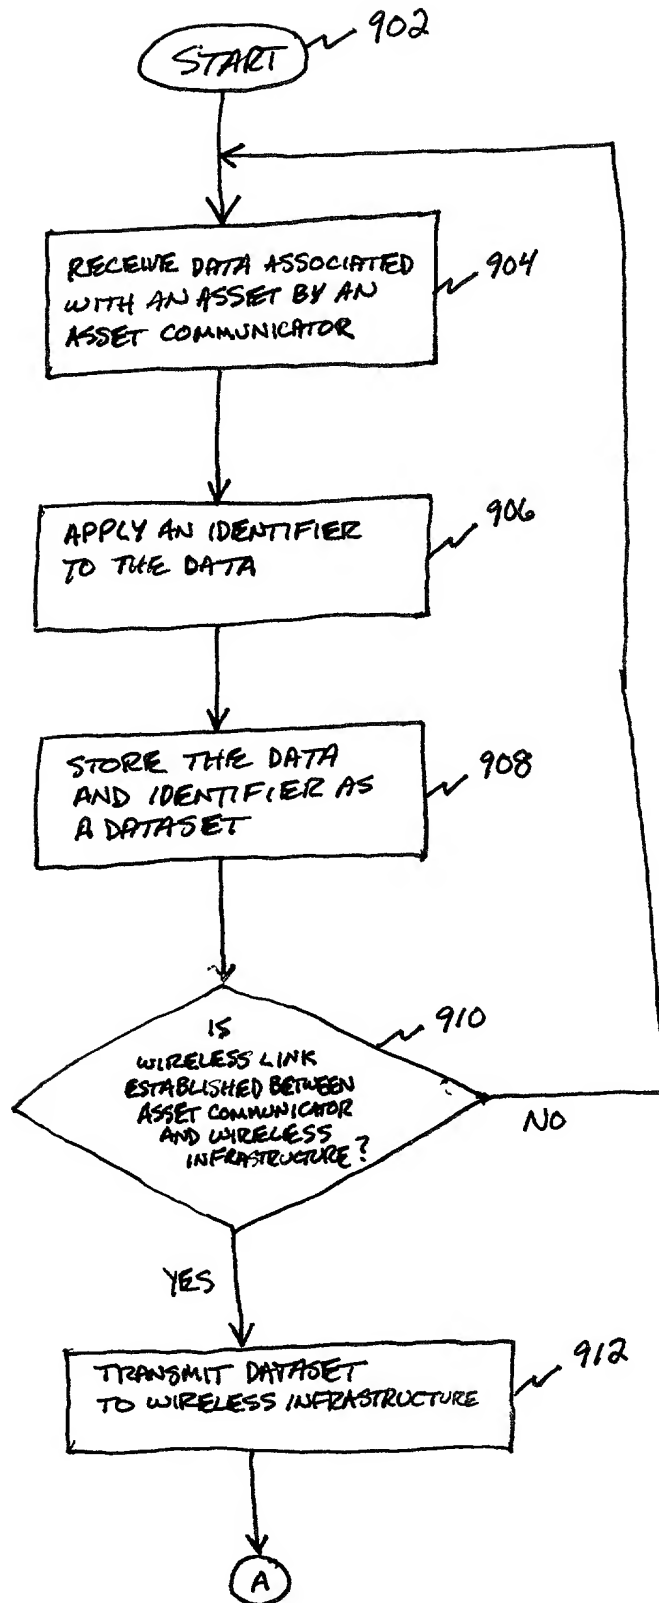 902
START
RECEIVE DATA ASSOCIATED
WITH AN ASSET BY AN
ASSET COMMUNICATOR
904
APPLY AN IDENTIFIER
TO THE DATA
906
STORE THE DATA
AND IDENTIFIER AS
A DATASET
908
IS
WIRELESS LINK
ESTABLISHED BETWEEN
ASSET COMMUNICATOR
AND WIRELESS
INFRASTRUCTURE?
910
NO
YES
TRANSMIT DATASET
TO WIRELESS INFRASTRUCTURE
912
A